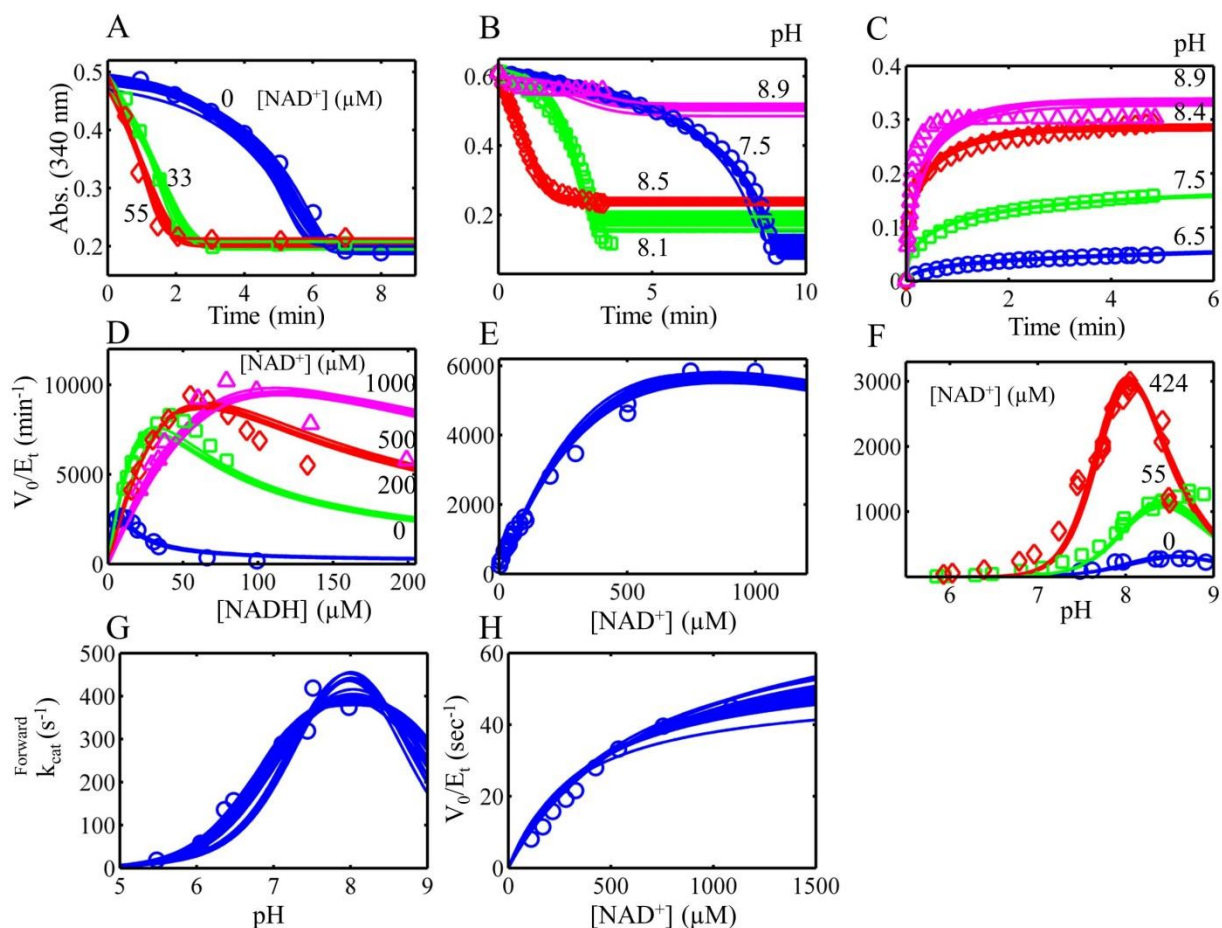 A
Abs. (340 nm)
0.5
0.4
0.3
0.2
0 [NAD+] (µM)
33
55
0 2 4 6 8
Time (min)
B
pH
0.6
0.4
0.2
0
8.9
7.5
8.5
8.1
0 5 10
Time (min)
C
pH
0.4
0.3
0.2
0.1
0
8.9
8.4
7.5
6.5
0 2 4 6
Time (min)
D
V0/Et (min-1)
10000
5000
0
[NAD+] (µM)
1000
500
200
0
0 50 100 150 200
[NADH] (µM)
E
6000
4000
2000
0
0 500 1000
[NAD+] (µM)
F
3000
2000
1000
0
[NAD+] (µM)
424
55
0
6 7 8 9
pH
G
Forward
kcat (s-1)
500
400
300
200
100
0
5 6 7 8 9
pH
H
V0/Et (sec-1)
60
40
20
0
0 500 1000 1500
[NAD+] (µM)